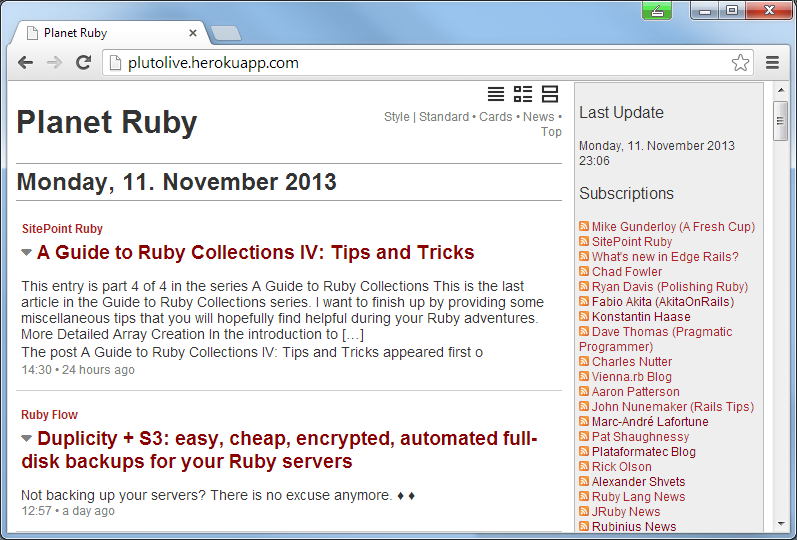 Planet Ruby
plutolive.herokuapp.com
Planet Ruby
Style | Standard • Cards • News •
Top
Monday, 11. November 2013
SitePoint Ruby
A Guide to Ruby Collections IV: Tips and Tricks
This entry is part 4 of 4 in the series A Guide to Ruby Collections This is the last
article in the Guide to Ruby Collections series. I want to finish up by providing some
miscellaneous tips that you will hopefully find helpful during your Ruby adventures.
More Detailed Array Creation In the introduction to […]
The post A Guide to Ruby Collections IV: Tips and Tricks appeared first o
14:30 • 24 hours ago
Ruby Flow
Duplicity + S3: easy, cheap, encrypted, automated full-
disk backups for your Ruby servers
Not backing up your servers? There is no excuse anymore. ♦ ♦
12:57 • a day ago
Last Update
Monday, 11. November 2013
23:06
Subscriptions
Mike Gunderloy (A Fresh Cup)
SitePoint Ruby
What's new in Edge Rails?
Chad Fowler
Ryan Davis (Polishing Ruby)
Fabio Akita (AkitaOnRails)
Konstantin Haase
Dave Thomas (Pragmatic
Programmer)
Charles Nutter
Vienna.rb Blog
Aaron Patterson
John Nunemaker (Rails Tips)
Marc-André Lafortune
Pat Shaughnessy
Plataformatec Blog
Rick Olson
Alexander Shvets
Ruby Lang News
JRuby News
Rubinius News